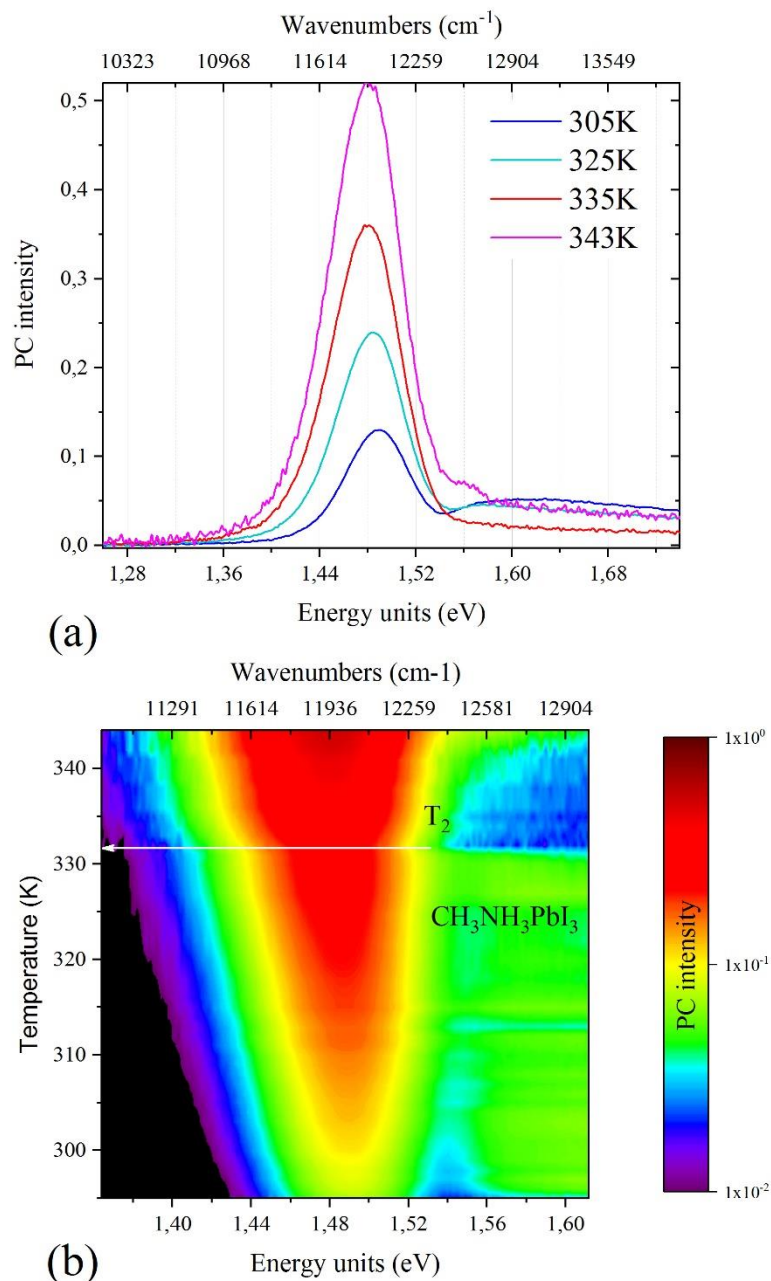 Wavenumbers (cm⁻¹)
10323 10968 11614 12259 12904 13549
0,5
0,4
0,3
0,2
0,1
0,0
PC intensity
305K
325K
335K
343K
1,28 1,36 1,44 1,52 1,60 1,68
Energy units (eV)
(a)
Wavenumbers (cm-1)
11291 11614 11936 12259 12581 12904
340
330
320
310
300
Temperature (K)
T₂
CH₃NH₃PbI₃
1,40 1,44 1,48 1,52 1,56 1,60
Energy units (eV)
PC intensity
1x10⁰
1x10⁻¹
1x10⁻²
(b)